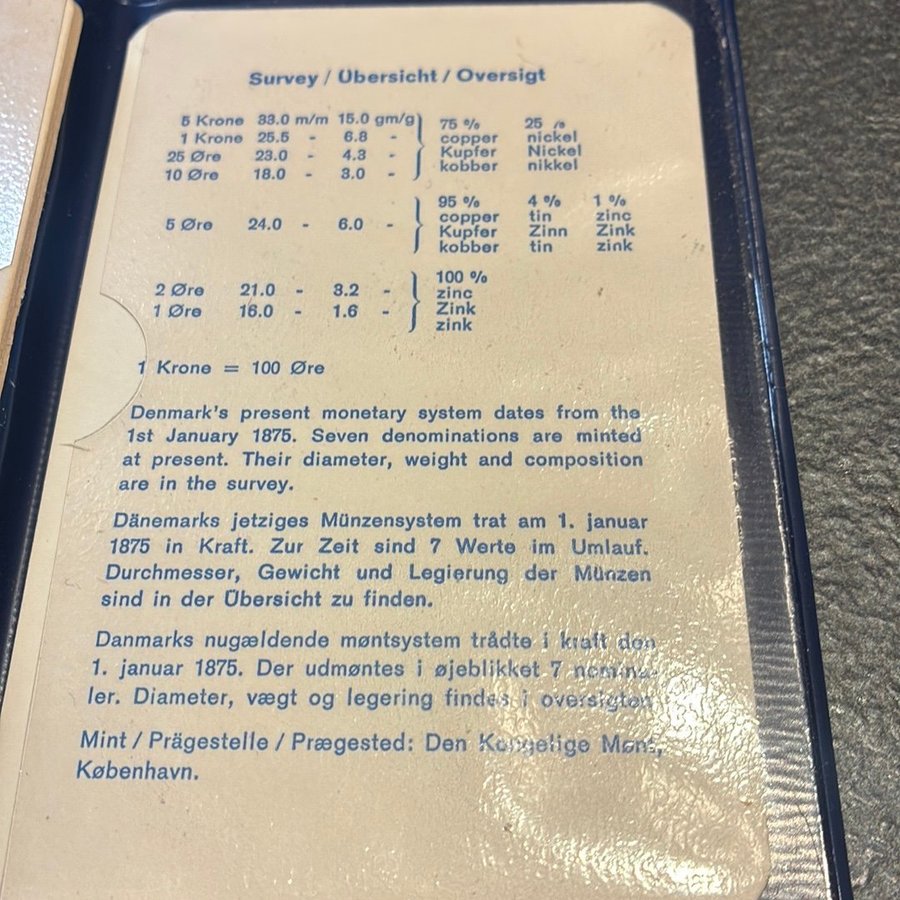 Survey / Übersicht / Oversigt
5 Krone 33.0 m/m 15.0 gm/g
1 Krone 25.5 - 6.8 -
25 Øre 23.0 - 4.3 -
10 Øre 18.0 - 3.0 -
75 % 25
copper nickel
Kupfer Nickel
kobber nikkel
5 Øre 24.0 - 6.0 -
95 % 4 % 1 %
copper tin zinc
Kupfer Zinn Zink
kobber tin zink
2 Øre 21.0 - 3.2 -
1 Øre 16.0 - 1.6 -
100 %
zinc
Zink
zink
1 Krone = 100 Øre
Denmark's present monetary system dates from the
1st January 1875. Seven denominations are minted
at present. Their diameter, weight and composition
are in the survey.
Dänemarks jetziges Münzensystem trat am 1. januar
1875 in Kraft. Zur Zeit sind 7 Werte im Umlauf.
Durchmesser, Gewicht und Legierung der Münzen
sind in der Übersicht zu finden.
Danmarks nugældende møntsystem trådte i kraft den
1. januar 1875. Der udmøntes i øjeblikket 7 nomina-
ler. Diameter, vægt og legering findes i oversigten
Mint / Prägestelle / Prægested: Den Kongelige Mønt,
København.